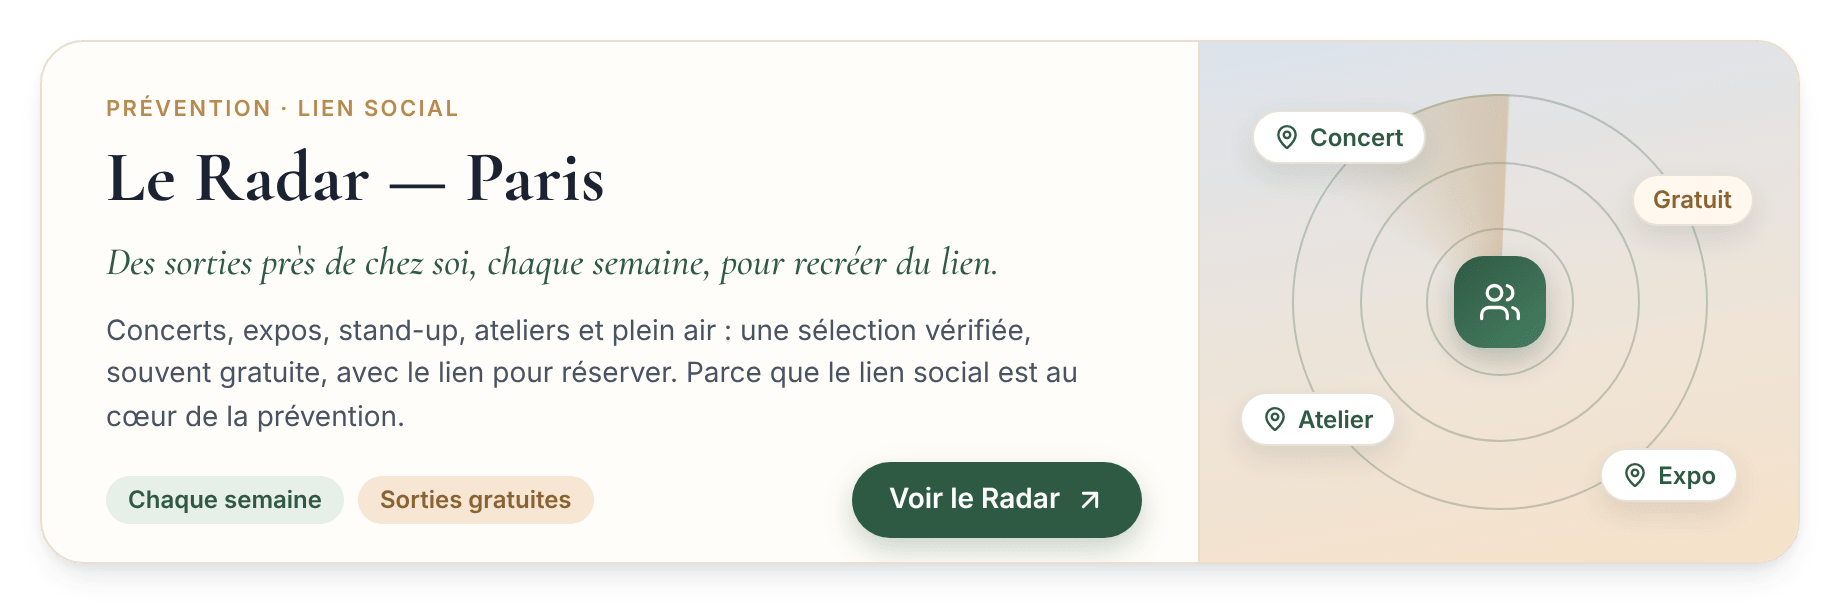 PRÉVENTION · LIEN SOCIAL
Le Radar — Paris
Des sorties près de chez soi, chaque semaine, pour recréer du lien.
Concerts, expos, stand-up, ateliers et plein air : une sélection vérifiée,
souvent gratuite, avec le lien pour réserver. Parce que le lien social est au
cœur de la prévention.
Chaque semaine
Sorties gratuites
Voir le Radar
Concert
Gratuit
Atelier
Expo